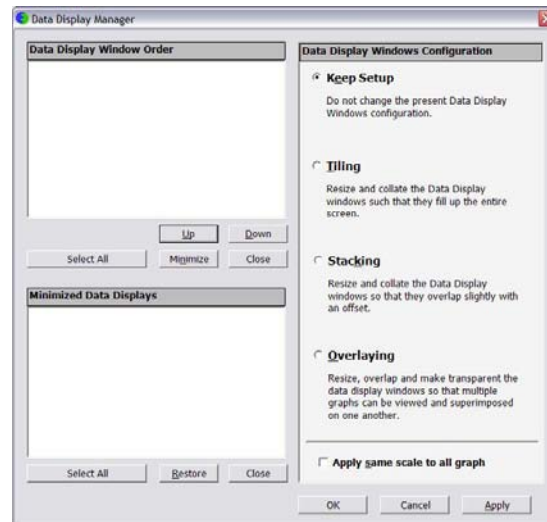 Data Display Manager
Data Display Window Order
Up
Down
Select All
Minimize
Close
Minimized Data Displays
Select All
Restore
Close
Data Display Windows Configuration
Keep Setup
Do not change the present Data Display
Windows configuration.
Tiling
Resize and collate the Data Display
windows such that they fill up the entire
screen.
Stacking
Resize and collate the Data Display
windows so that they overlap slightly with
an offset.
Overlaying
Resize, overlap and make transparent the
data display windows so that multiple
graphs can be viewed and superimposed
on one another.
Apply same scale to all graph
OK
Cancel
Apply